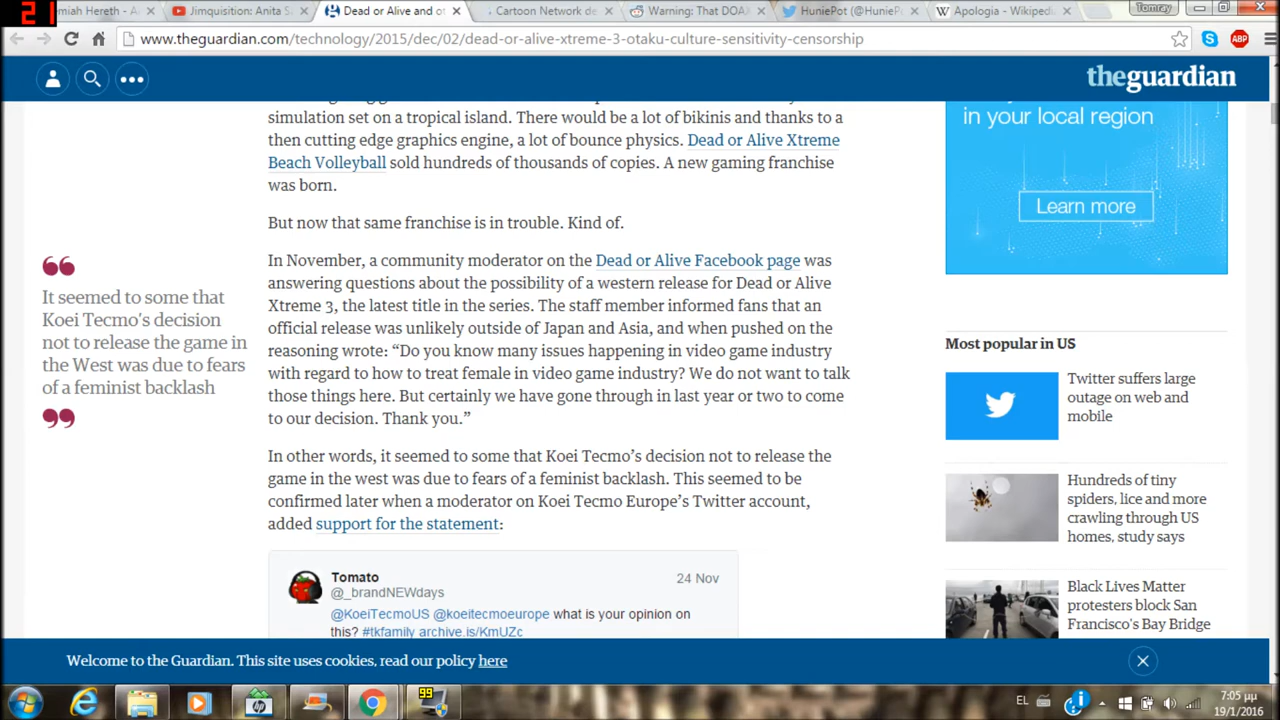 21
miah Hereth - A
Jimquisition: Anita S
Dead or Alive and ot
Cartoon Network de
Warning: That DOA
HuniePot (@HunieP
Apologia - Wikiped
Tomray
www.theguardian.com/technology/2015/dec/02/dead-or-alive-xtreme-3-otaku-culture-sensitivity-censorship
ABP
theguardian
simulation set on a tropical island. There would be a lot of bikinis and thanks to a
then cutting edge graphics engine, a lot of bounce physics. Dead or Alive Xtreme
Beach Volleyball sold hundreds of thousands of copies. A new gaming franchise
was born.
But now that same franchise is in trouble. Kind of.
In November, a community moderator on the Dead or Alive Facebook page was
answering questions about the possibility of a western release for Dead or Alive
Xtreme 3, the latest title in the series. The staff member informed fans that an
official release was unlikely outside of Japan and Asia, and when pushed on the
reasoning wrote: “Do you know many issues happening in video game industry
with regard to how to treat female in video game industry? We do not want to talk
those things here. But certainly we have gone through in last year or two to come
to our decision. Thank you.”
It seemed to some that
Koei Tecmo's decision
not to release the game in
the West was due to fears
of a feminist backlash
In other words, it seemed to some that Koei Tecmo’s decision not to release the
game in the west was due to fears of a feminist backlash. This seemed to be
confirmed later when a moderator on Koei Tecmo Europe’s Twitter account,
added support for the statement:
Tomato
24 Nov
@_brandNEWdays
@KoeiTecmoUS @koeitecmoeurope what is your opinion on
this? #tkfamily archive.is/KmUZc
in your local region
Learn more
Most popular in US
Twitter suffers large
outage on web and
mobile
Hundreds of tiny
spiders, lice and more
crawling through US
homes, study says
Black Lives Matter
protesters block San
Francisco's Bay Bridge
Welcome to the Guardian. This site uses cookies, read our policy here
99
EL
7:05 μμ
19/1/2016